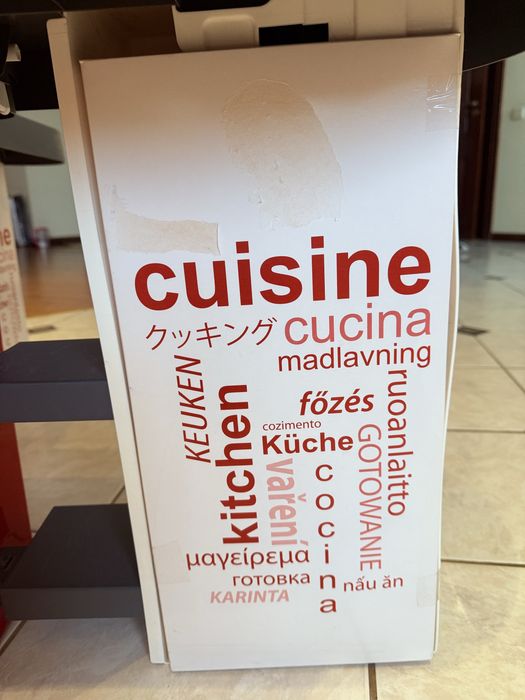 cuisine
クッキング
cucina
madlavning
KEUKEN
kitchen
főzés
cozimento
Küche
vaření
cocina
GOTOWANIE
ruoanlaitto
μαγείρεμα
готовка
nấu ăn
KARINTA